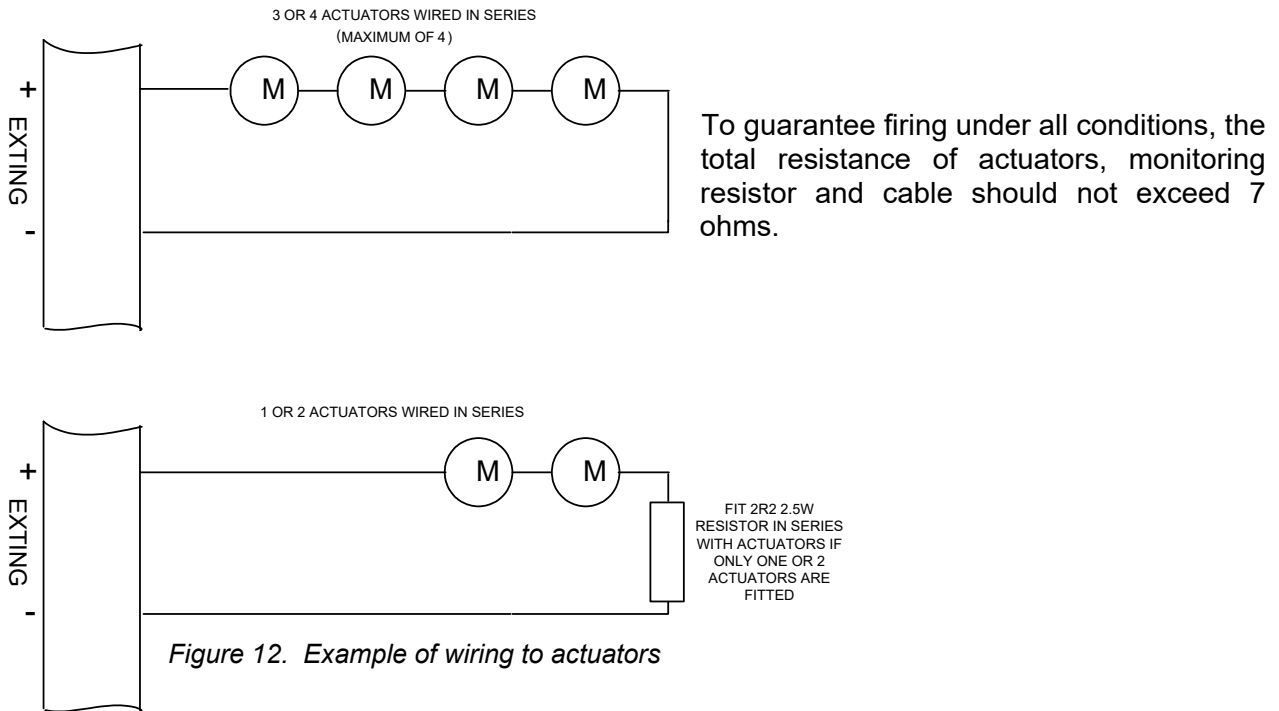 3 OR 4 ACTUATORS WIRED IN SERIES
(MAXIMUM OF 4)
+
EXTING
-
M
M
M
M
To guarantee firing under all conditions, the
total resistance of actuators, monitoring
resistor and cable should not exceed 7
ohms.
1 OR 2 ACTUATORS WIRED IN SERIES
+
EXTING
-
M
M
FIT 2R2 2.5W
RESISTOR IN SERIES
WITH ACTUATORS IF
ONLY ONE OR 2
ACTUATORS ARE
FITTED
Figure 12. Example of wiring to actuators